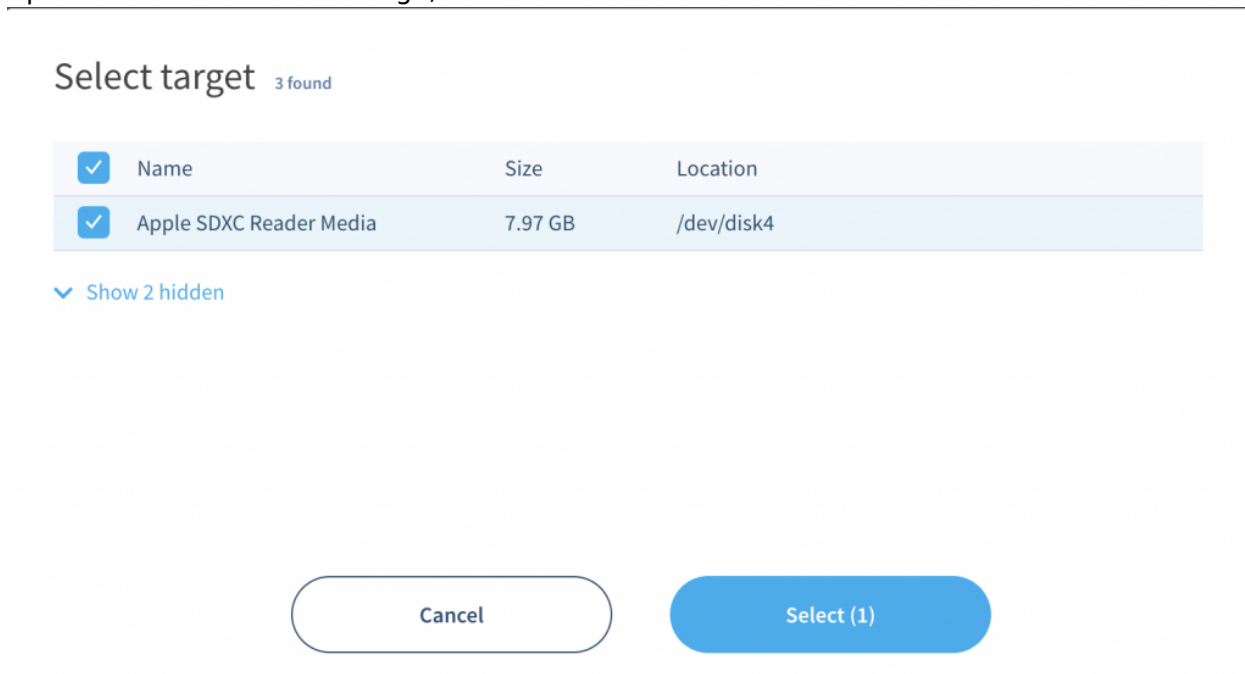 Select target 3 found
Name Size Location
Apple SDXC Reader Media 7.97 GB /dev/disk4
Show 2 hidden
Cancel Select (1)